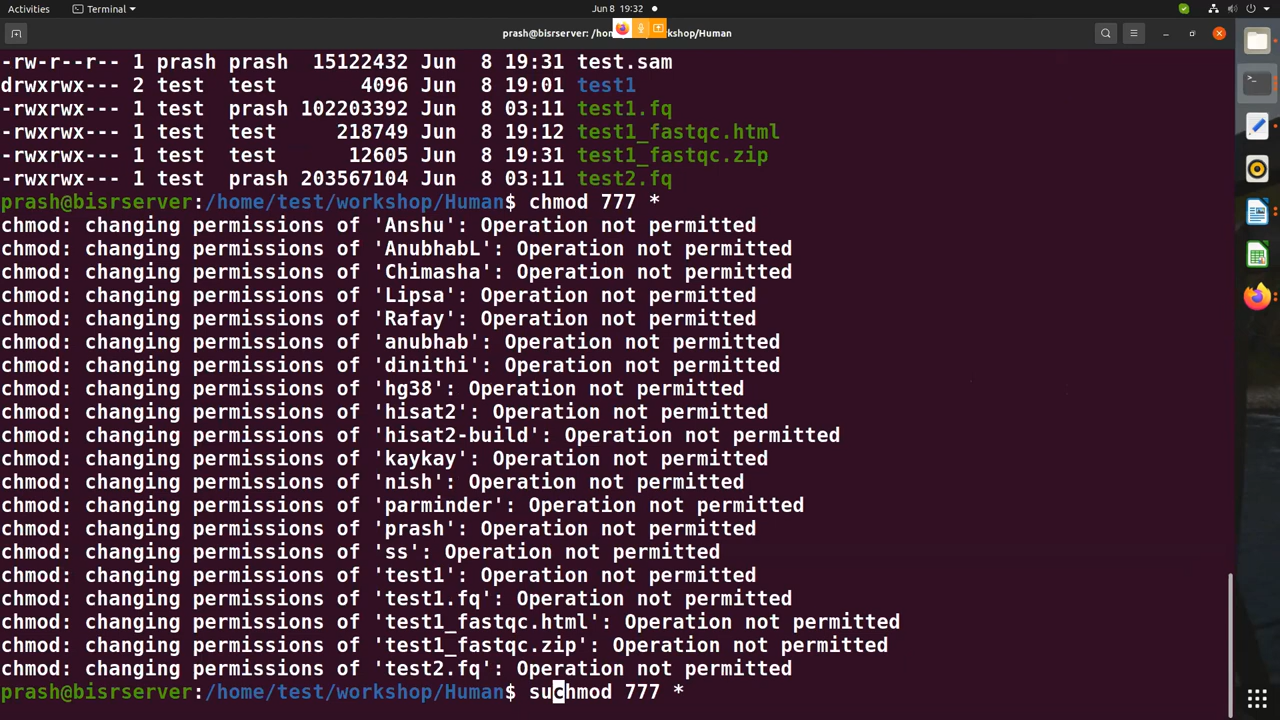 Activities Terminal Jun 8 19:32
prash@bisrserver: /hom kshop/Human
-rw-r--r-- 1 prash prash 15122432 Jun 8 19:31 test.sam
drwxrwx--- 2 test test 4096 Jun 8 19:01 test1
-rwxrwx--- 1 test prash 102203392 Jun 8 03:11 test1.fq
-rwxrwx--- 1 test test 218749 Jun 8 19:12 test1_fastqc.html
-rwxrwx--- 1 test test 12605 Jun 8 19:31 test1_fastqc.zip
-rwxrwx--- 1 test prash 203567104 Jun 8 03:11 test2.fq
prash@bisrserver:/home/test/workshop/Human$ chmod 777 *
chmod: changing permissions of 'Anshu': Operation not permitted
chmod: changing permissions of 'AnubhabL': Operation not permitted
chmod: changing permissions of 'Chimasha': Operation not permitted
chmod: changing permissions of 'Lipsa': Operation not permitted
chmod: changing permissions of 'Rafay': Operation not permitted
chmod: changing permissions of 'anubhab': Operation not permitted
chmod: changing permissions of 'dinithi': Operation not permitted
chmod: changing permissions of 'hg38': Operation not permitted
chmod: changing permissions of 'hisat2': Operation not permitted
chmod: changing permissions of 'hisat2-build': Operation not permitted
chmod: changing permissions of 'kaykay': Operation not permitted
chmod: changing permissions of 'nish': Operation not permitted
chmod: changing permissions of 'parminder': Operation not permitted
chmod: changing permissions of 'prash': Operation not permitted
chmod: changing permissions of 'ss': Operation not permitted
chmod: changing permissions of 'test1': Operation not permitted
chmod: changing permissions of 'test1.fq': Operation not permitted
chmod: changing permissions of 'test1_fastqc.html': Operation not permitted
chmod: changing permissions of 'test1_fastqc.zip': Operation not permitted
chmod: changing permissions of 'test2.fq': Operation not permitted
prash@bisrserver:/home/test/workshop/Human$ suchmod 777 *